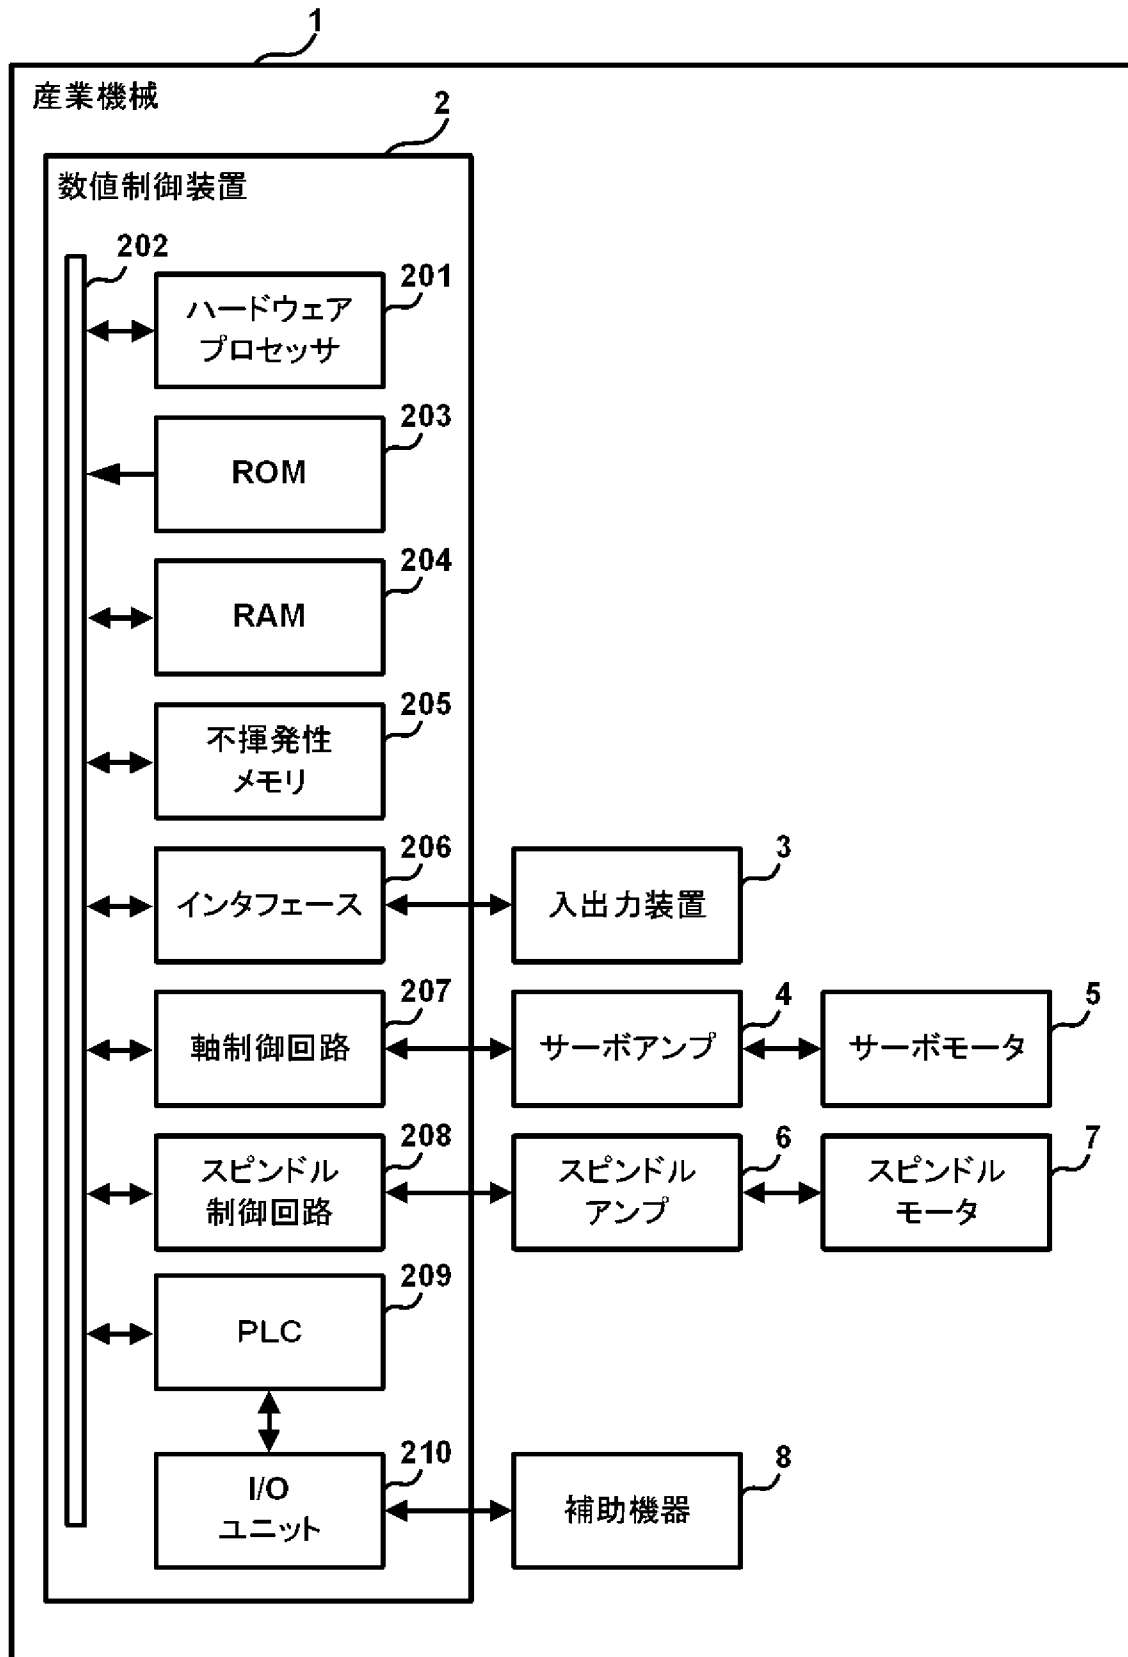 1
産業機械
2
数値制御装置
202
201
ハードウェア
プロセッサ
203
ROM
204
RAM
205
不揮発性
メモリ
206
インタフェース
3
入出力装置
207
軸制御回路
4
サーボアンプ
5
サーボモータ
208
スピンドル
制御回路
6
スピンドル
アンプ
7
スピンドル
モータ
209
PLC
210
I/O
ユニット
8
補助機器